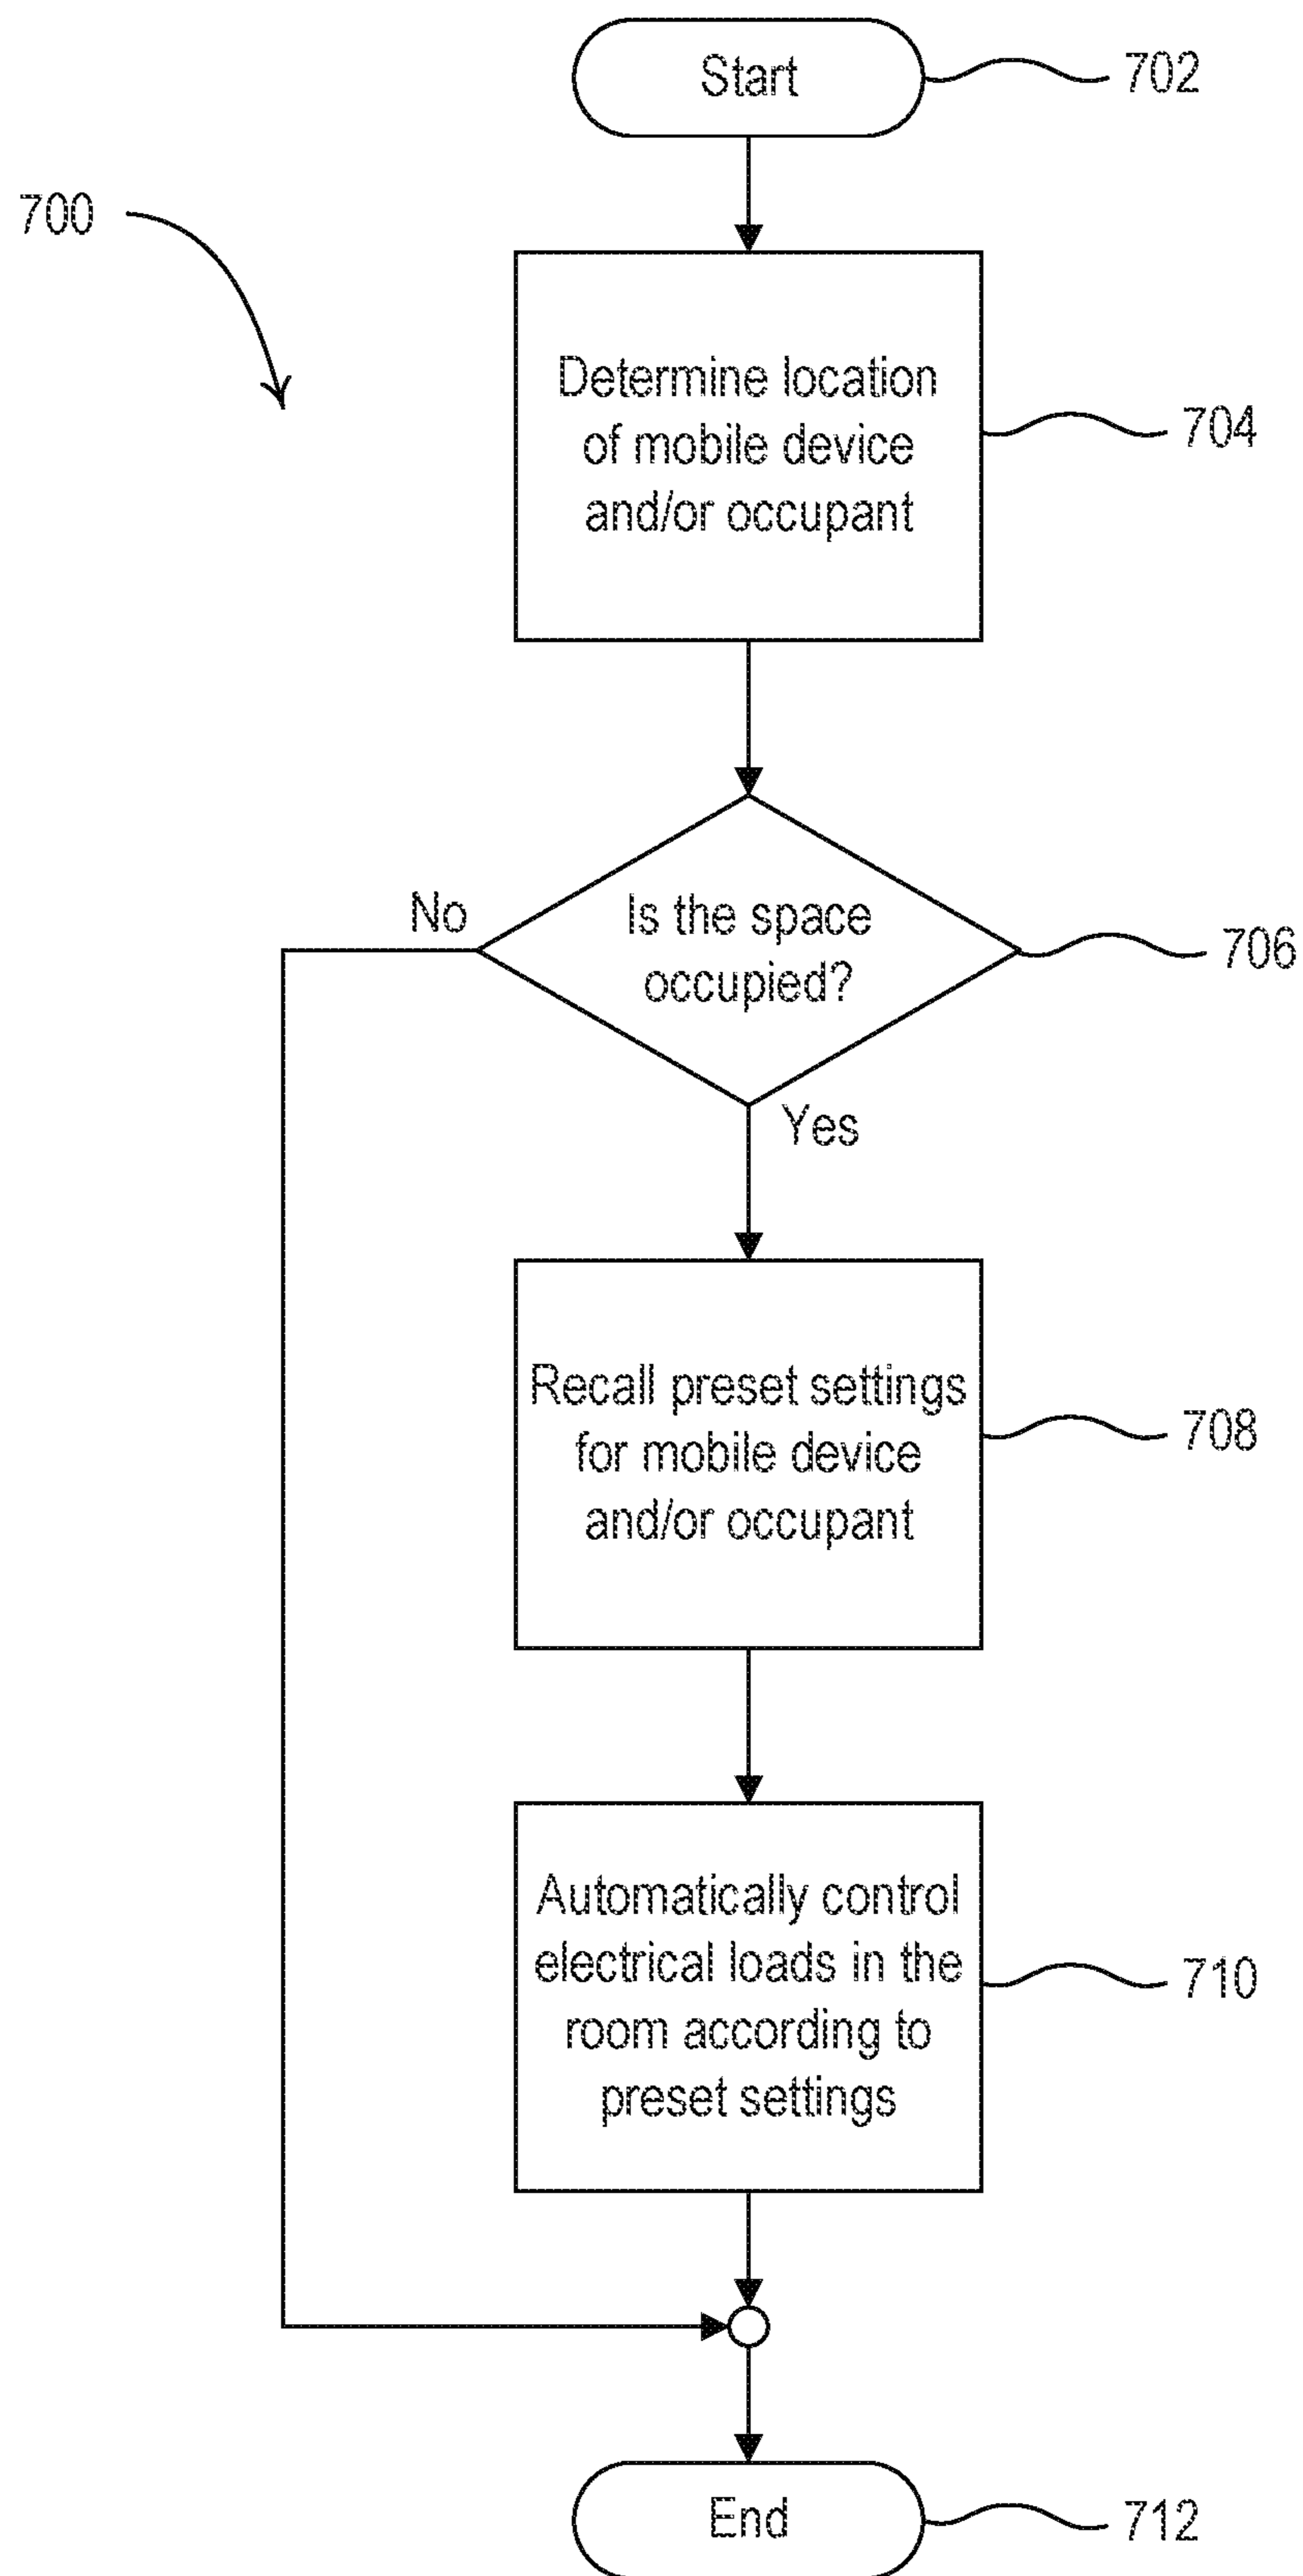 Start
702
700
Determine location
of mobile device
and/or occupant
704
No
Is the space
occupied?
706
Yes
Recall preset settings
for mobile device
and/or occupant
708
Automatically control
electrical loads in the
room according to
preset settings
710
End
712